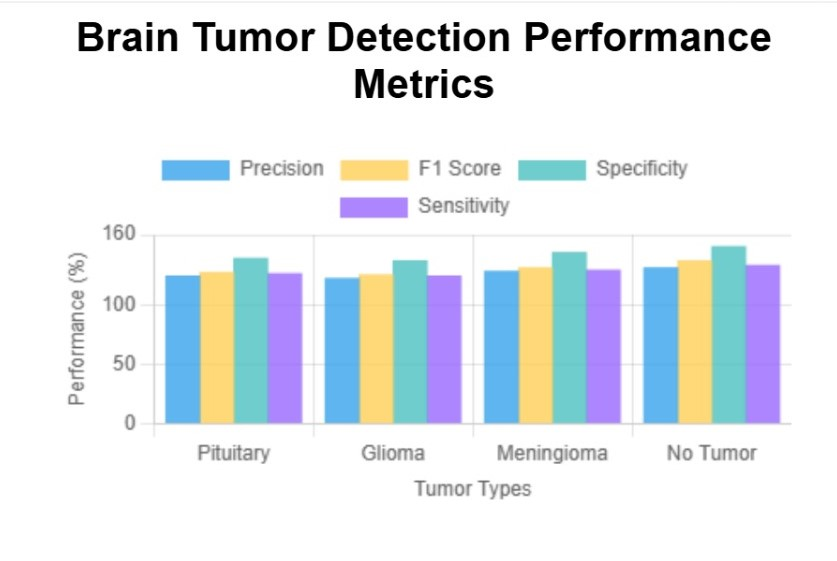 Brain Tumor Detection Performance
Metrics
Precision F1 Score Specificity
Sensitivity
160
100
50
0
Performance (%)
Pituitary Glioma Meningioma No Tumor
Tumor Types